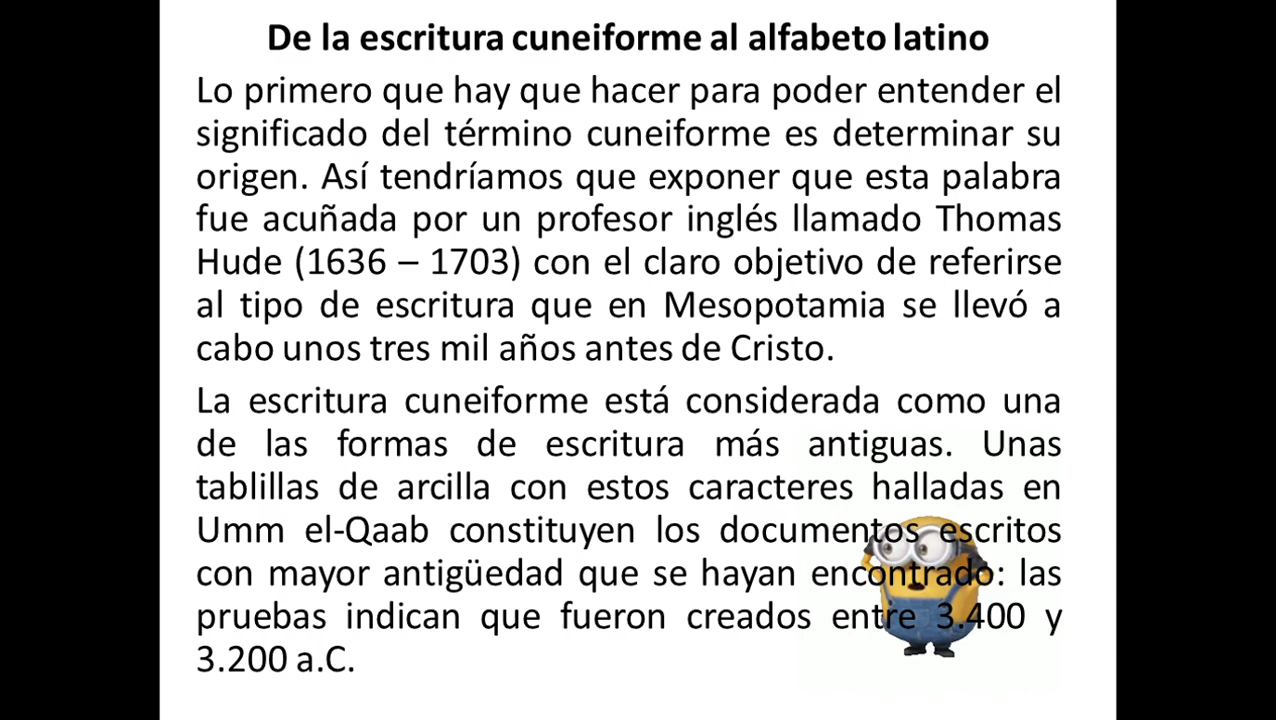 De la escritura cuneiforme al alfabeto latino
Lo primero que hay que hacer para poder entender el
significado del término cuneiforme es determinar su
origen. Así tendríamos que exponer que esta palabra
fue acuñada por un profesor inglés llamado Thomas
Hude (1636 – 1703) con el claro objetivo de referirse
al tipo de escritura que en Mesopotamia se llevó a
cabo unos tres mil años antes de Cristo.
La escritura cuneiforme está considerada como una
de las formas de escritura más antiguas. Unas
tablillas de arcilla con estos caracteres halladas en
Umm el-Qaab constituyen los documentos escritos
con mayor antigüedad que se hayan encontrado: las
pruebas indican que fueron creados entre 3.400 y
3.200 a.C.